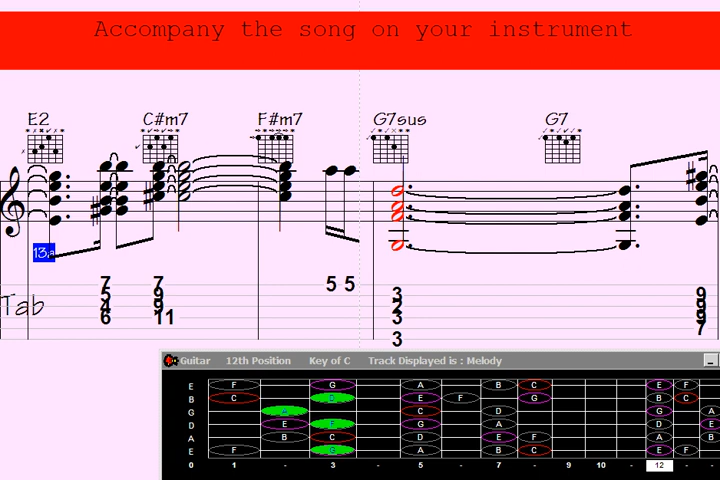 Accompany the song on your instrument
E2 C#m7 F#m7 G7sus G7
13.a
Tab
7 7 5 5
5 9 3 9
4 9 2 9
6 11 3 9
7
3
Guitar 12th Position Key of C Track Displayed is : Melody
E F G A B C E F
B C D E F G B C
G A C D G A
D E F A D E
A B C D E F A B
E F G A B C E F
0 1 - 3 - 5 - 7 - 9 10 - 12 -